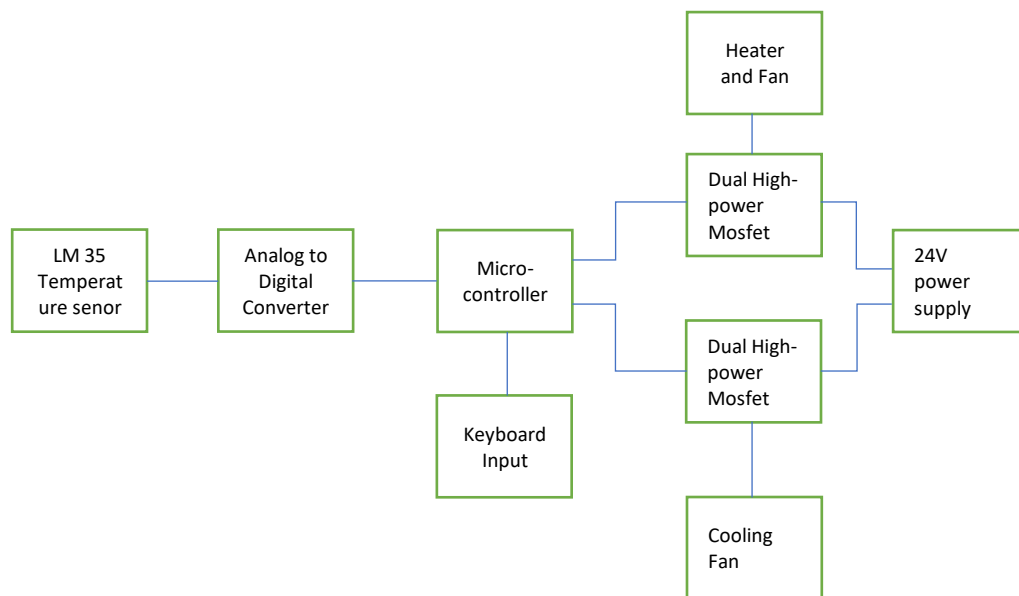 Heater
and Fan
Dual High-
power
Mosfet
LM 35
Temperat
ure senor
Analog to
Digital
Converter
Micro-
controller
24V
power
supply
Dual High-
power
Mosfet
Keyboard
Input
Cooling
Fan